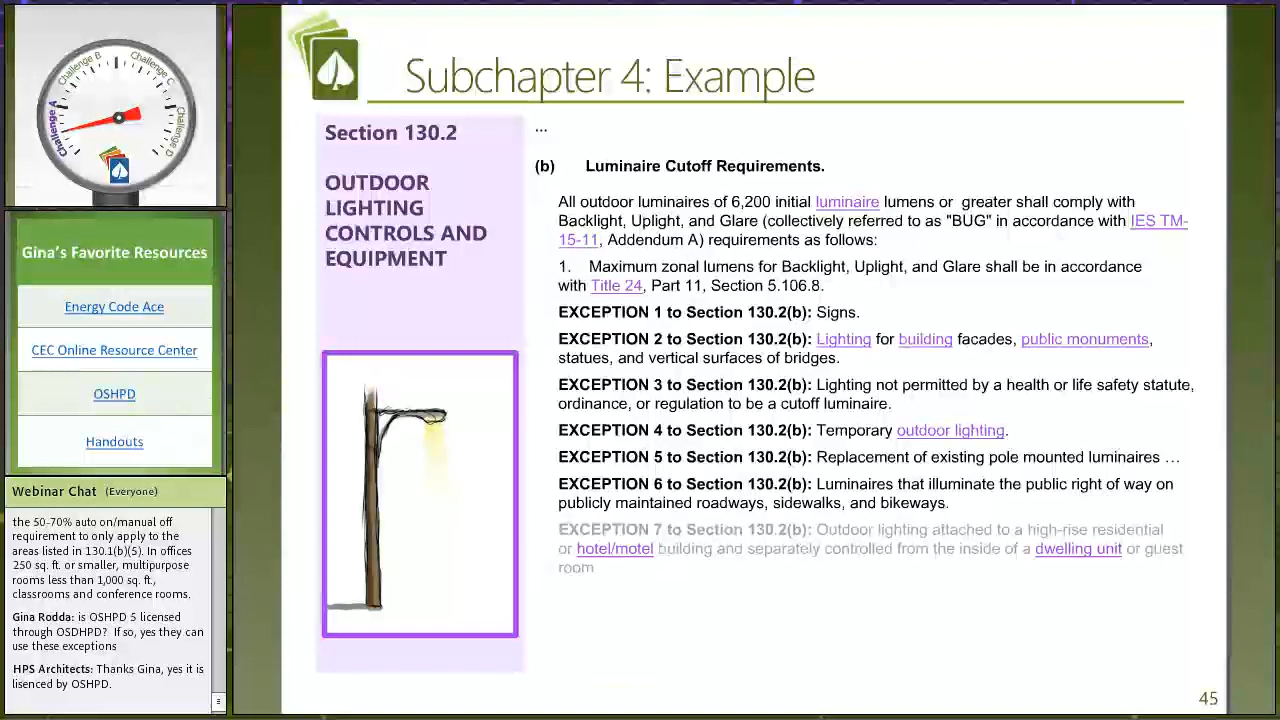 Challenge A
Challenge B
Challenge C
Challenge D
Gina's Favorite Resources
Energy Code Ace
CEC Online Resource Center
OSHPD
Handouts
Webinar Chat (Everyone)
the 50-70% auto on/manual off
requirement to only apply to the
areas listed in 130.1(b)(5). In offices
250 sq. ft. or smaller, multipurpose
rooms less than 1,000 sq. ft.,
classrooms and conference rooms.
Gina Rodda: is OSHPD 5 licensed
through OSDHPD? If so, yes they can
use these exceptions
HPS Architects: Thanks Gina, yes it is
lisenced by OSHPD.
Subchapter 4: Example
Section 130.2
OUTDOOR
LIGHTING
CONTROLS AND
EQUIPMENT
...
(b) Luminaire Cutoff Requirements.
All outdoor luminaires of 6,200 initial luminaire lumens or greater shall comply with
Backlight, Uplight, and Glare (collectively referred to as "BUG" in accordance with IES TM-
15-11, Addendum A) requirements as follows:
1. Maximum zonal lumens for Backlight, Uplight, and Glare shall be in accordance
with Title 24, Part 11, Section 5.106.8.
EXCEPTION 1 to Section 130.2(b): Signs.
EXCEPTION 2 to Section 130.2(b): Lighting for building facades, public monuments,
statues, and vertical surfaces of bridges.
EXCEPTION 3 to Section 130.2(b): Lighting not permitted by a health or life safety statute,
ordinance, or regulation to be a cutoff luminaire.
EXCEPTION 4 to Section 130.2(b): Temporary outdoor lighting.
EXCEPTION 5 to Section 130.2(b): Replacement of existing pole mounted luminaires ...
EXCEPTION 6 to Section 130.2(b): Luminaires that illuminate the public right of way on
publicly maintained roadways, sidewalks, and bikeways.
EXCEPTION 7 to Section 130.2(b): Outdoor lighting attached to a high-rise residential
or hotel/motel building and separately controlled from the inside of a dwelling unit or guest
room
45